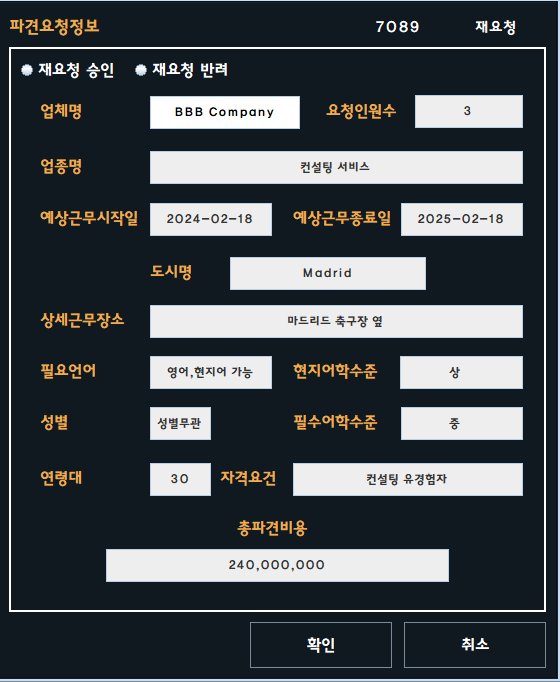 파견요청정보 7089 재요청
재요청 승인 재요청 반려
업체명 BBB Company 요청인원수 3
업종명 컨설팅 서비스
예상근무시작일 2024-02-18 예상근무종료일 2025-02-18
도시명 Madrid
상세근무장소 마드리드 축구장 옆
필요언어 영어,현지어 가능 현지어학수준 상
성별 성별무관 필수어학수준 중
연령대 30 자격요건 컨설팅 유경험자
총파견비용
240,000,000
확인 취소